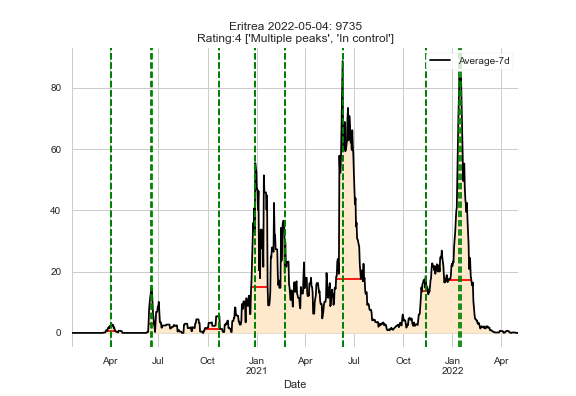 Eritrea 2022-05-04: 9735
Rating:4 ['Multiple peaks', 'In control']
Average-7d
80
60
40
20
0
Apr Jul Oct Jan Apr Jul Oct Jan Apr
2021 2022
Date